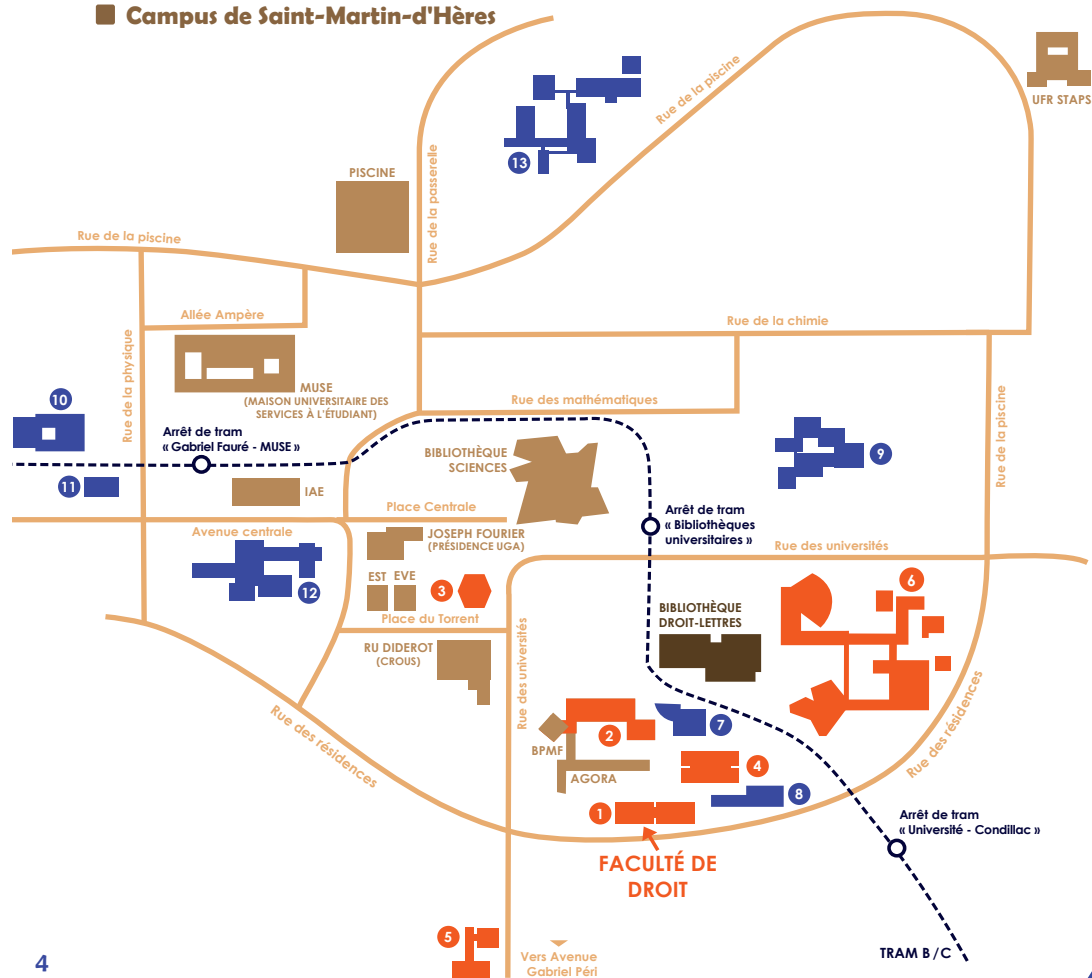 Campus de Saint-Martin-d'Hères
UFR STAPS
Rue de la piscine
13
PISCINE
Rue de la passerelle
Rue de la piscine
Allée Ampère
Rue de la chimie
Rue de la physique
MUSE
(MAISON UNIVERSITAIRE DES
SERVICES À L'ÉTUDIANT)
Rue des mathématiques
Rue de la piscine
10
Arrêt de tram
« Gabriel Fauré - MUSE »
BIBLIOTHÈQUE
SCIENCES
9
11
IAE
Place Centrale
Arrêt de tram
« Bibliothèques
universitaires »
Avenue centrale
JOSEPH FOURIER
(PRÉSIDENCE UGA)
Rue des universités
EST
EVE
3
12
6
Place du Torrent
BIBLIOTHÈQUE
DROIT-LETTRES
RU DIDEROT
(CROUS)
Rue des universités
Rue des résidences
Rue des résidences
7
2
BPMF
AGORA
4
8
1
Arrêt de tram
« Université - Condillac »
FACULTÉ DE
DROIT
5
Vers Avenue
Gabriel Péri
TRAM B /C
4